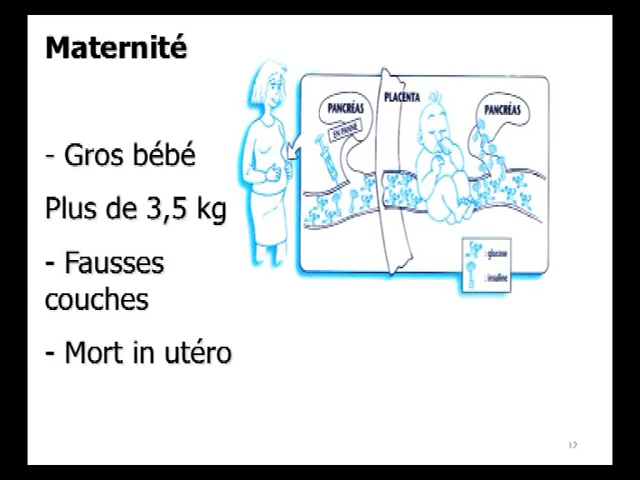 Maternité
- Gros bébé
Plus de 3,5 kg
- Fausses
couches
- Mort in utéro
PANCRÉAS
EN PANNE
PLACENTA
PANCRÉAS
: glucose
: insuline
12